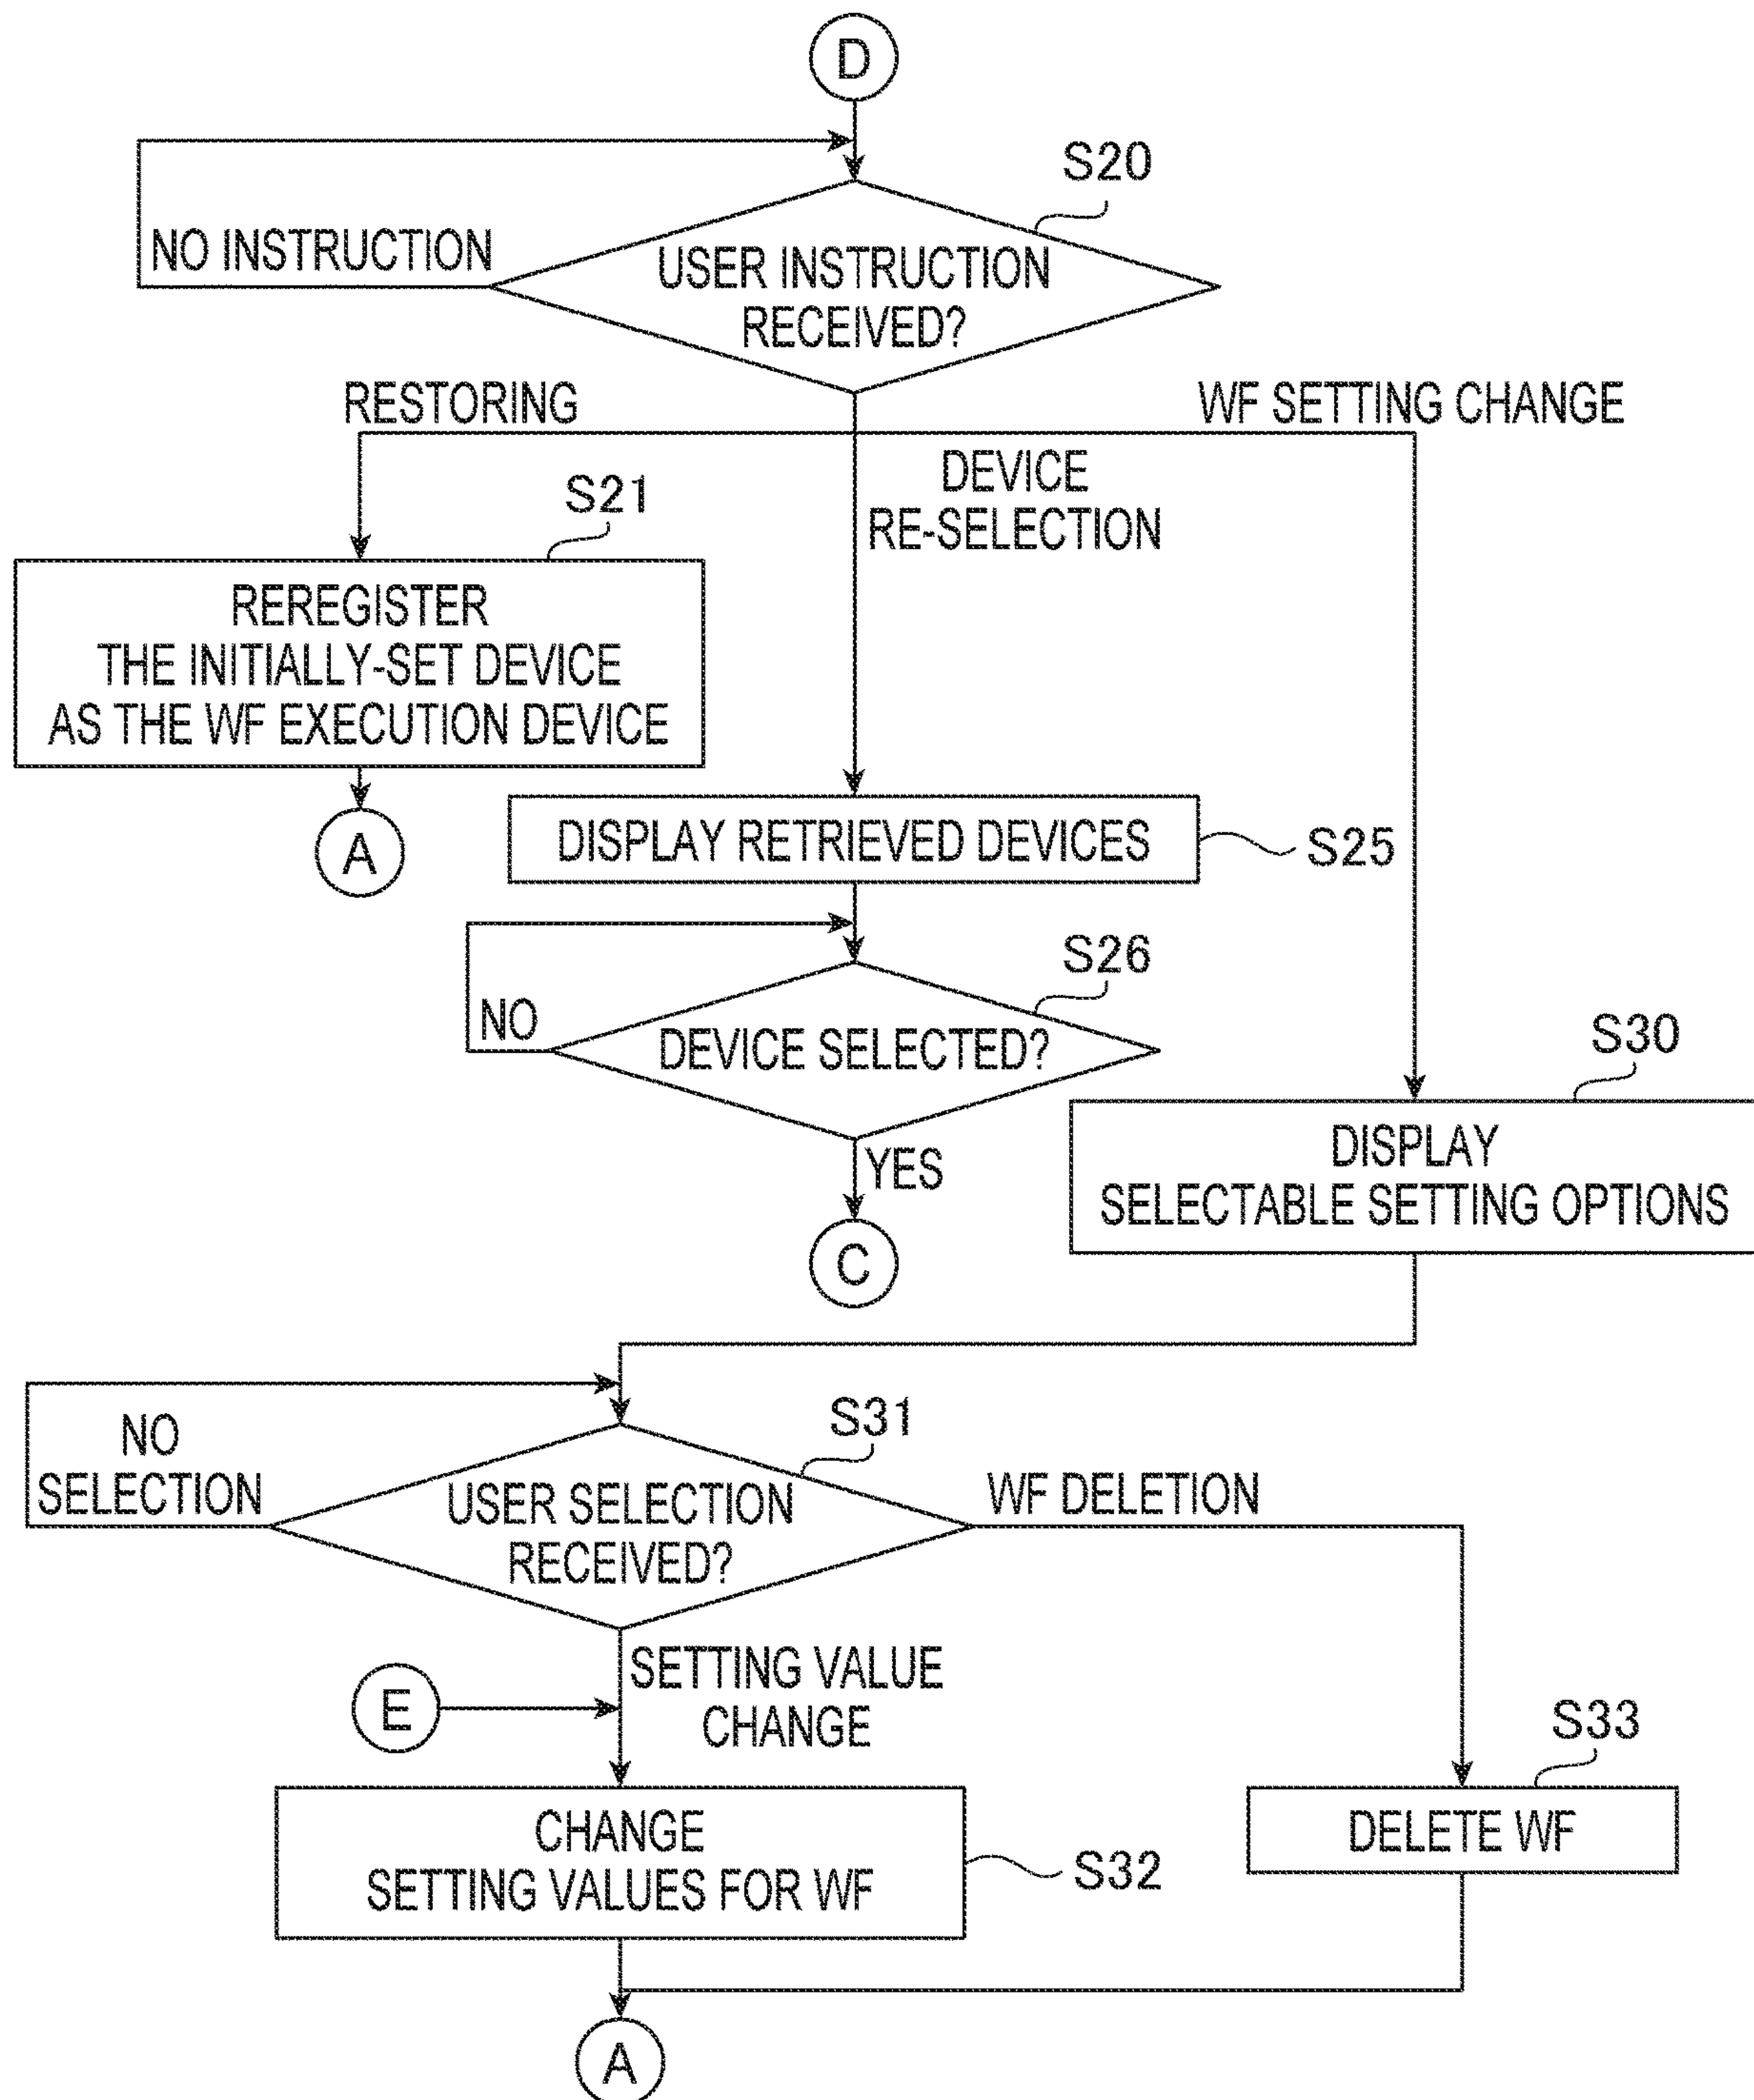 D
S20
NO INSTRUCTION
USER INSTRUCTION
RECEIVED?
RESTORING
WF SETTING CHANGE
DEVICE
RE-SELECTION
S21
REREGISTER
THE INITIALLY-SET DEVICE
AS THE WF EXECUTION DEVICE
A
DISPLAY RETRIEVED DEVICES
S25
S26
NO
DEVICE SELECTED?
YES
C
S30
DISPLAY
SELECTABLE SETTING OPTIONS
NO
SELECTION
S31
USER SELECTION
RECEIVED?
WF DELETION
SETTING VALUE
CHANGE
E
S33
CHANGE
SETTING VALUES FOR WF
S32
DELETE WF
A